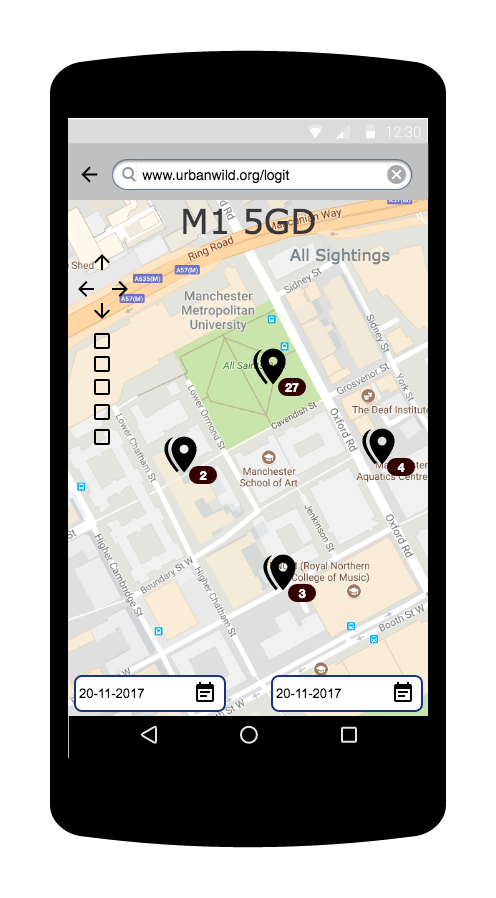 12:30
www.urbanwild.org/logit
M1 5GD
Ring Road
Mancunian Way
Shed
A635(M)
A57(M)
A57(M)
A57(M)
All Sightings
Sidney St
Manchester
Metropolitan
University
Sidney St
All Saints
27
Grosvenor St
York St
Lower Ormond St
Cavendish St
Oxford Rd
The Deaf Institute
Lower Chatham St
2
4
Manchester
School of Art
Aquatics Centre
Jenkinson St
Oxford Rd
Higher Cambridge St
Boundary St W
(Royal Northern
College of Music)
3
Higher Chatham St
Booth St W
20-11-2017
20-11-2017